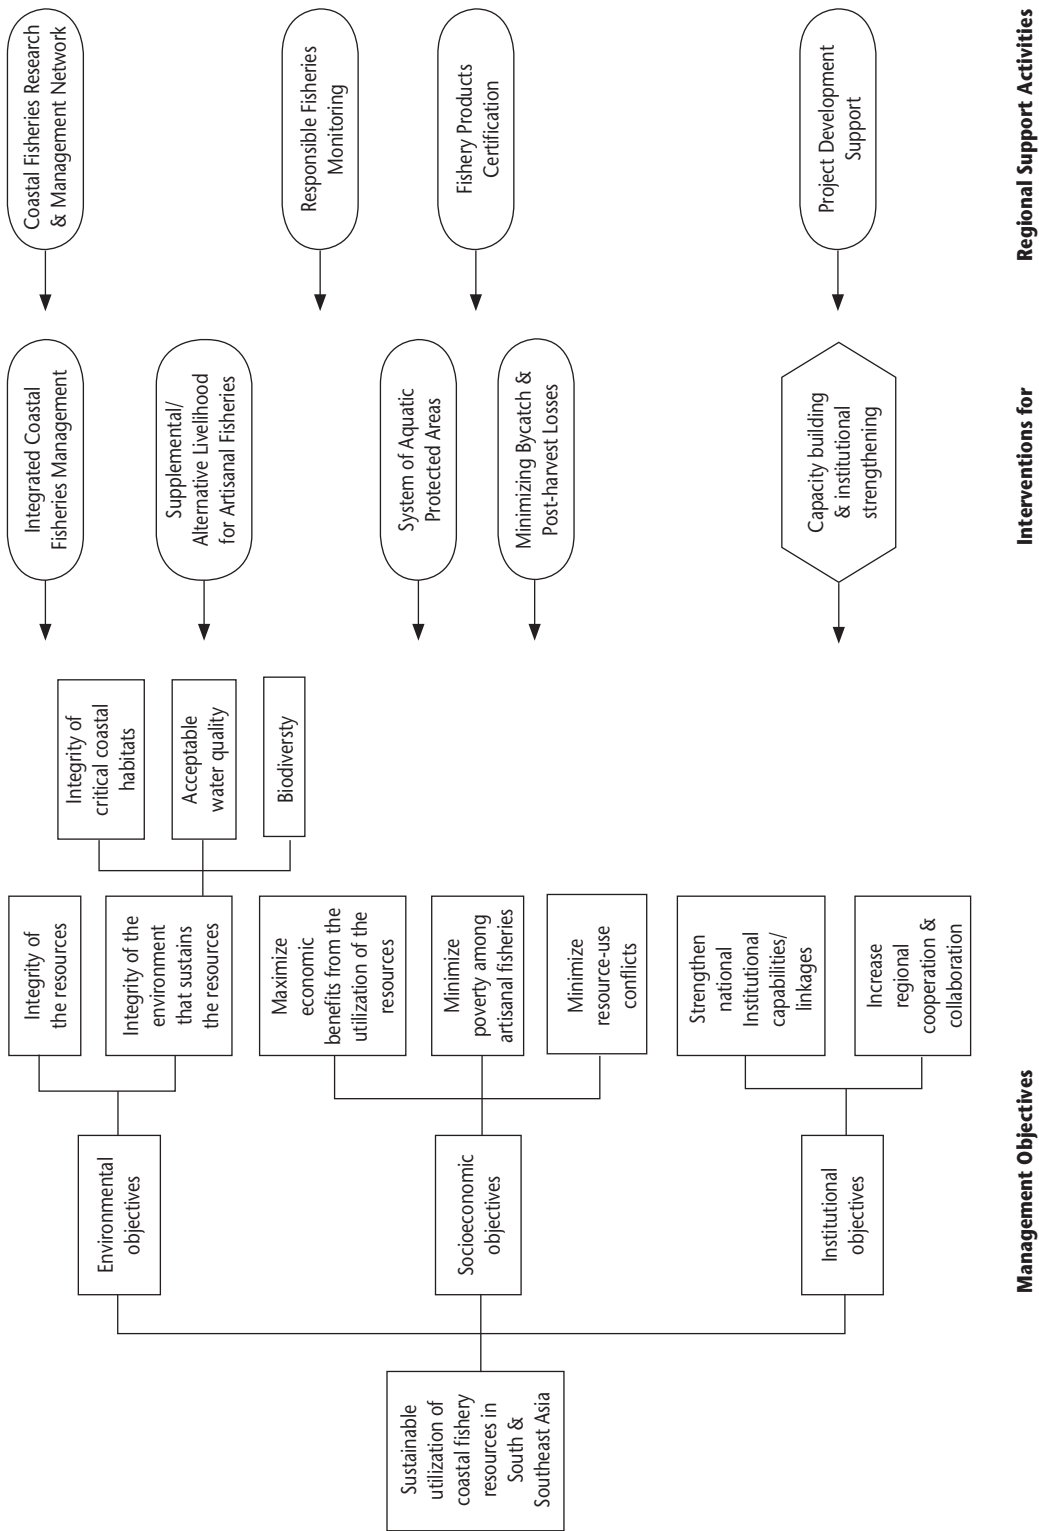 Sustainable
utilization of
coastal fishery
resources in
South &
Southeast Asia
Environmental
objectives
Socioeconomic
objectives
Institutional
objectives
Integrity of
the resources
Integrity of the
environment
that sustains
the resources
Maximize
economic
benefits from the
utilization of the
resources
Minimize
poverty among
artisanal fisheries
Minimize
resource-use
conflicts
Strengthen
national
Institutional
capabilities/
linkages
Increase
regional
cooperation &
collaboration
Integrity of
critical coastal
habitats
Acceptable
water quality
Biodiversty
Integrated Coastal
Fisheries Management
Supplemental/
Alternative Livelihood
for Artisanal Fisheries
System of Aquatic
Protected Areas
Minimizing Bycatch &
Post-harvest Losses
Capacity building
& institutional
strengthening
Coastal Fisheries Research
& Management Network
Responsible Fisheries
Monitoring
Fishery Products
Certification
Project Development
Support
Management Objectives
Interventions for
Regional Support Activities